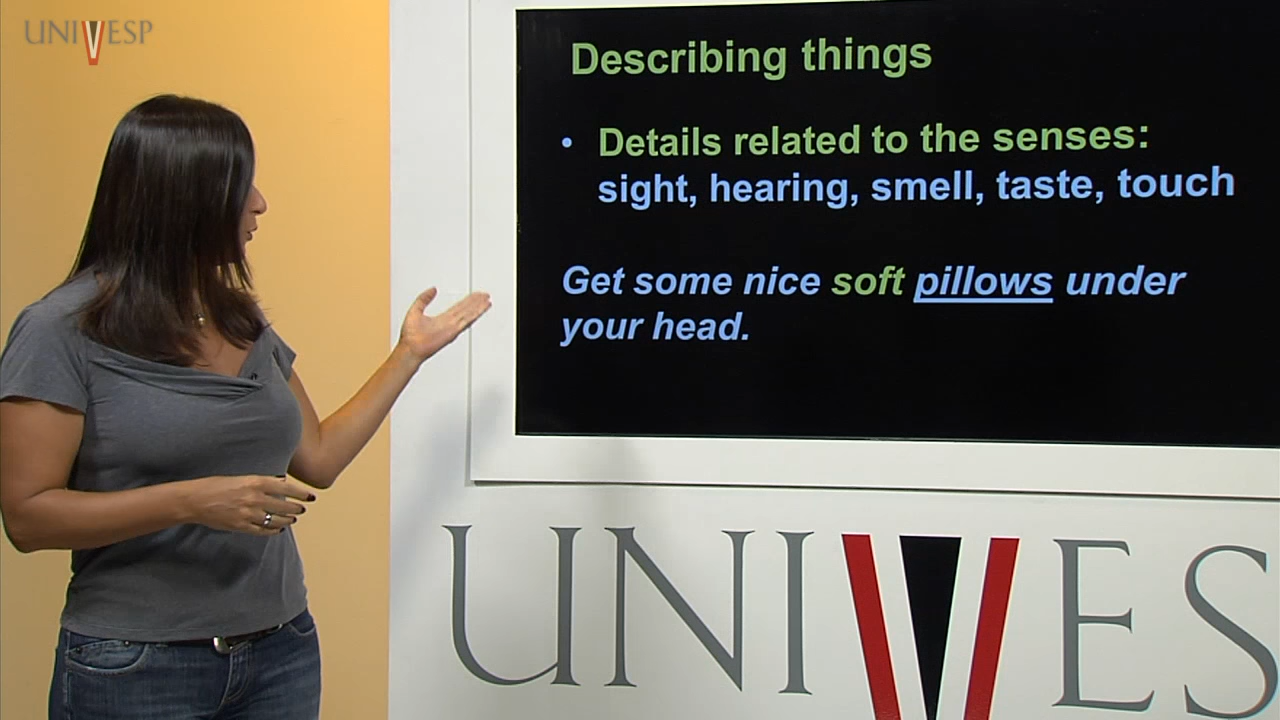 UNIVESP
Describing things
• Details related to the senses:
sight, hearing, smell, taste, touch
Get some nice soft pillows under
your head.
UNIVES